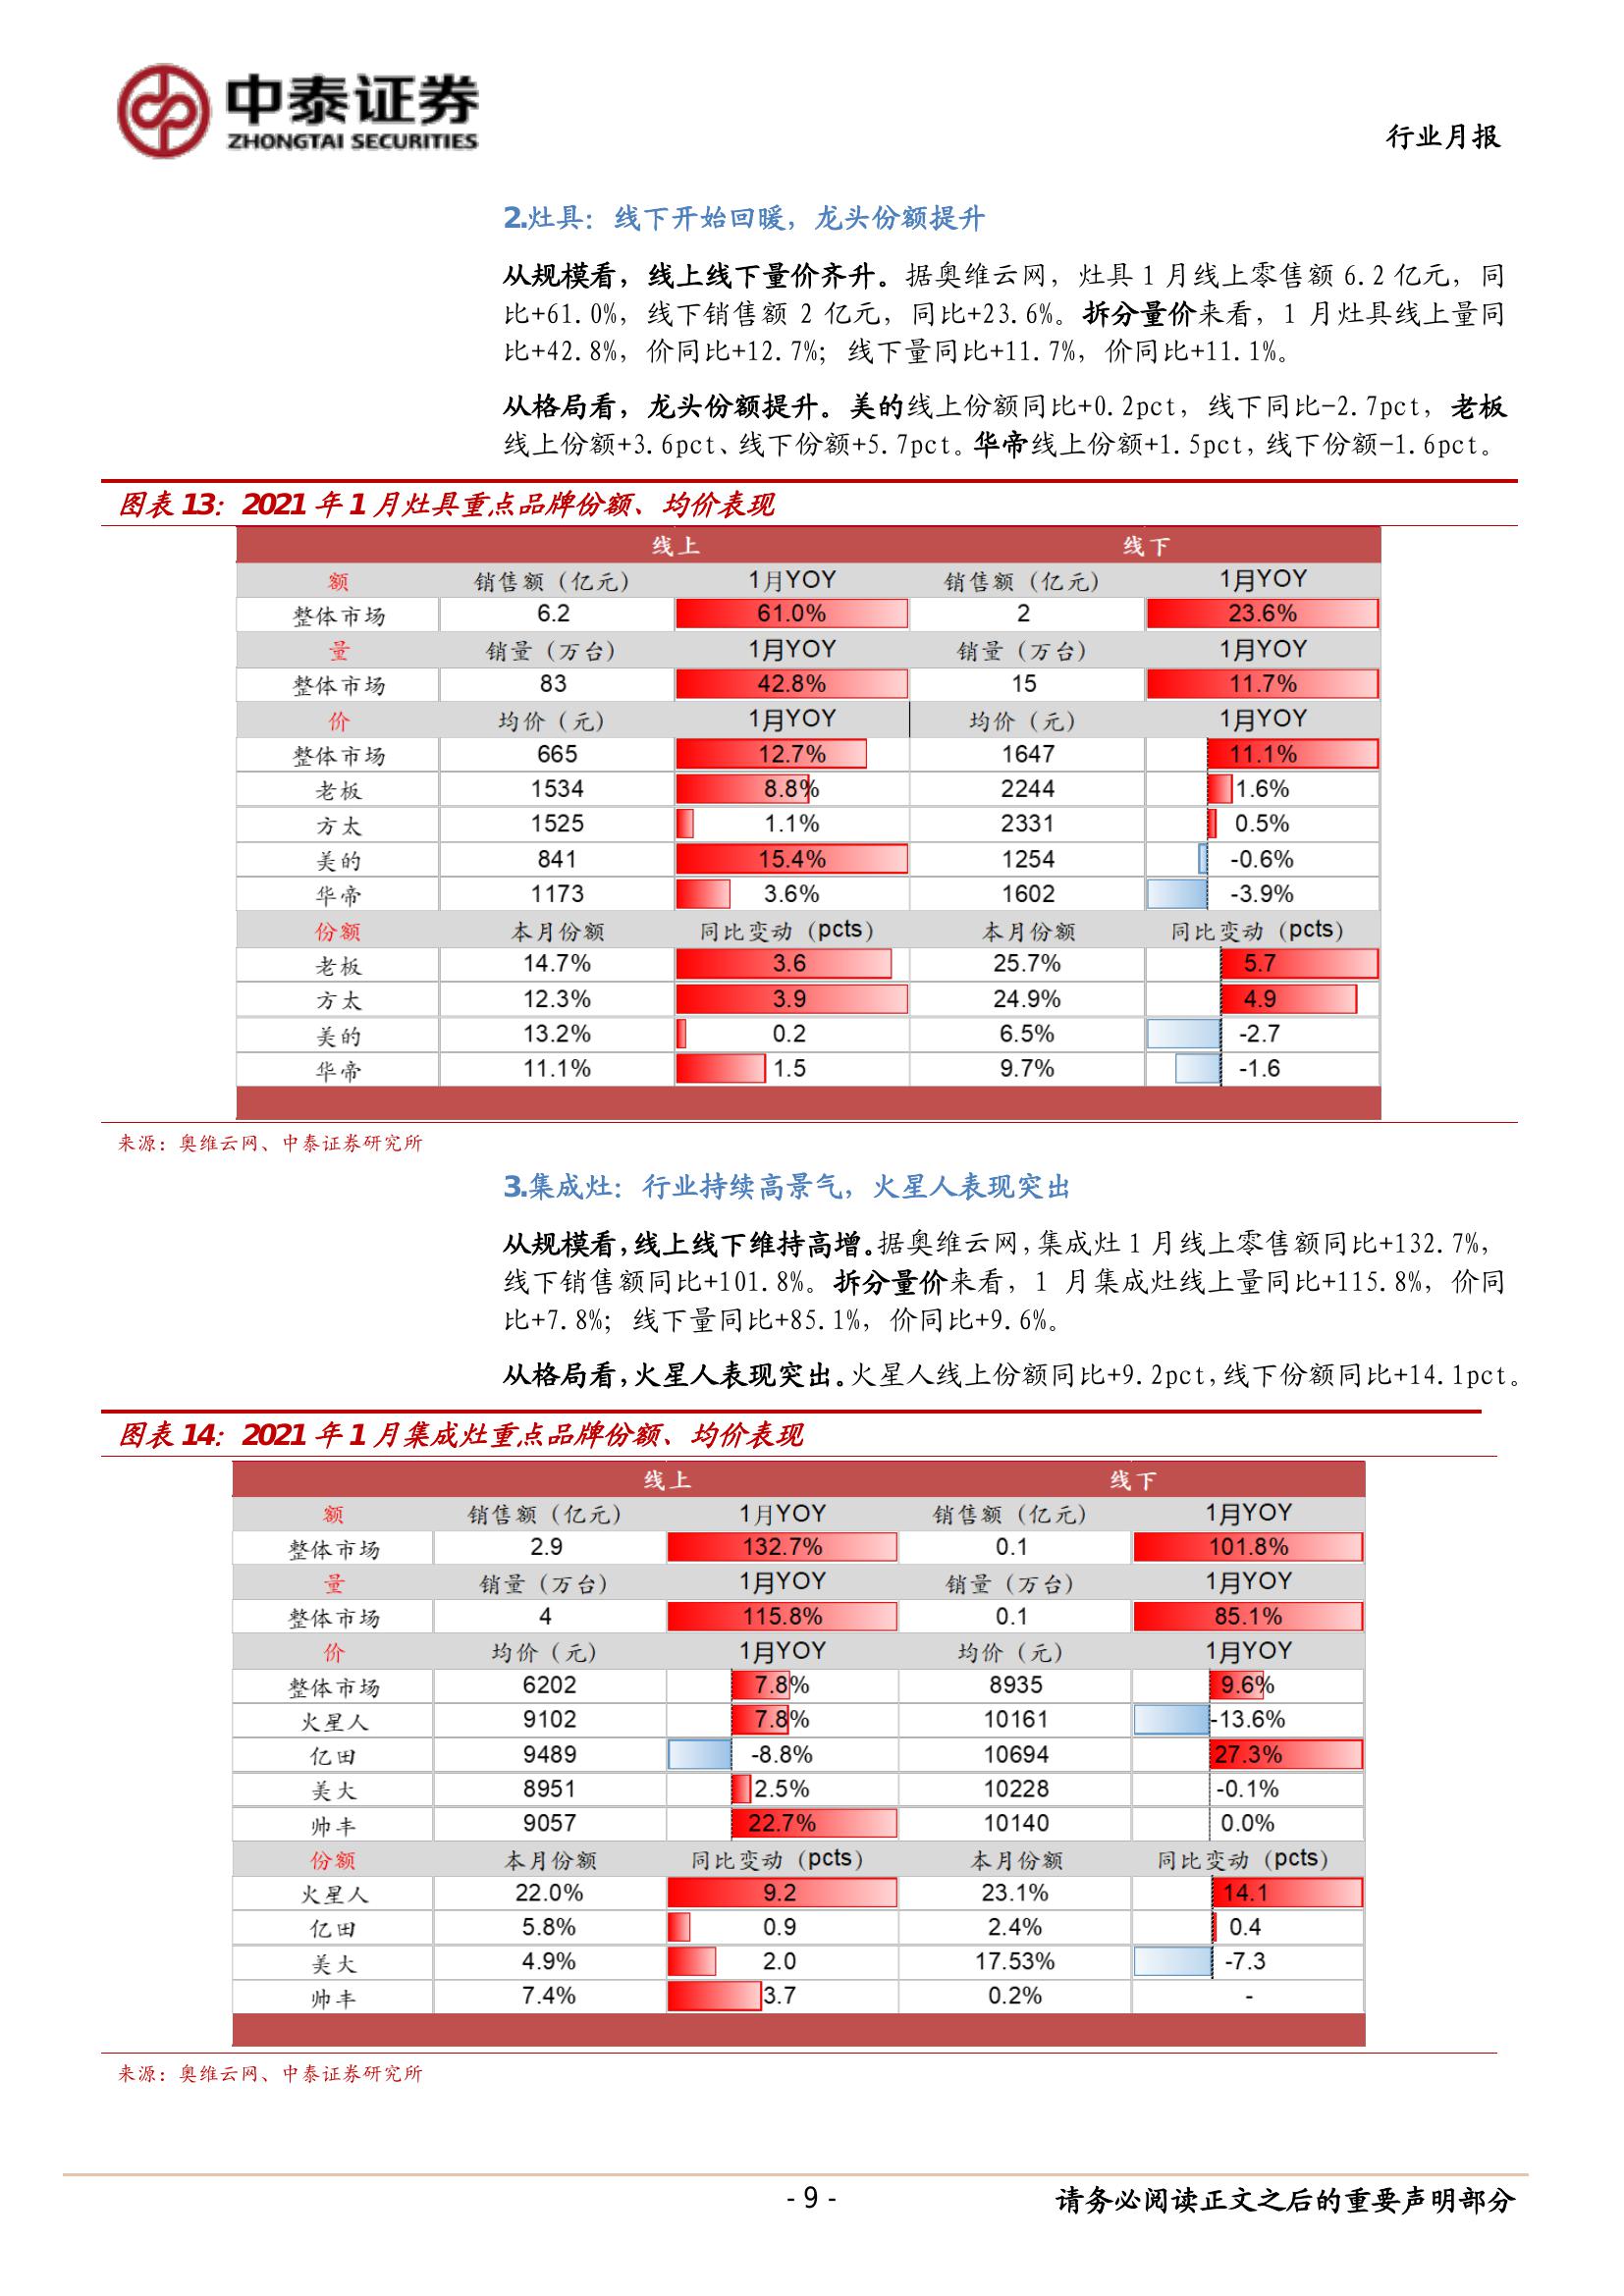 中泰证券
ZHONGTAI SECURITIES
行业月报
2.灶具：线下开始回暖，龙头份额提升
从规模看，线上线下量价齐升。据奥维云网，灶具 1 月线上零售额 6.2 亿元，同
比+61.0%，线下销售额 2 亿元，同比+23.6%。拆分量价来看，1 月灶具线上量同
比+42.8%，价同比+12.7%；线下量同比+11.7%，价同比+11.1%。
从格局看，龙头份额提升。美的线上份额同比+0.2pct，线下同比-2.7pct，老板
线上份额+3.6pct、线下份额+5.7pct。华帝线上份额+1.5pct，线下份额-1.6pct。
图表 13：2021 年 1 月灶具重点品牌份额、均价表现
线上 线下
额 销售额（亿元） 1月YOY 销售额（亿元） 1月YOY
整体市场 6.2 61.0% 2 23.6%
量 销量（万台） 1月YOY 销量（万台） 1月YOY
整体市场 83 42.8% 15 11.7%
价 均价（元） 1月YOY 均价（元） 1月YOY
整体市场 665 12.7% 1647 11.1%
老板 1534 8.8% 2244 1.6%
方太 1525 1.1% 2331 0.5%
美的 841 15.4% 1254 -0.6%
华帝 1173 3.6% 1602 -3.9%
份额 本月份额 同比变动（pcts） 本月份额 同比变动（pcts）
老板 14.7% 3.6 25.7% 5.7
方太 12.3% 3.9 24.9% 4.9
美的 13.2% 0.2 6.5% -2.7
华帝 11.1% 1.5 9.7% -1.6
来源：奥维云网、中泰证券研究所
3.集成灶：行业持续高景气，火星人表现突出
从规模看，线上线下维持高增。据奥维云网，集成灶 1 月线上零售额同比+132.7%，
线下销售额同比+101.8%。拆分量价来看，1 月集成灶线上量同比+115.8%，价同
比+7.8%；线下量同比+85.1%，价同比+9.6%。
从格局看，火星人表现突出。火星人线上份额同比+9.2pct，线下份额同比+14.1pct。
图表 14：2021 年 1 月集成灶重点品牌份额、均价表现
线上 线下
额 销售额（亿元） 1月YOY 销售额（亿元） 1月YOY
整体市场 2.9 132.7% 0.1 101.8%
量 销量（万台） 1月YOY 销量（万台） 1月YOY
整体市场 4 115.8% 0.1 85.1%
价 均价（元） 1月YOY 均价（元） 1月YOY
整体市场 6202 7.8% 8935 9.6%
火星人 9102 7.8% 10161 -13.6%
亿田 9489 -8.8% 10694 27.3%
美大 8951 2.5% 10228 -0.1%
帅丰 9057 22.7% 10140 0.0%
份额 本月份额 同比变动（pcts） 本月份额 同比变动（pcts）
火星人 22.0% 9.2 23.1% 14.1
亿田 5.8% 0.9 2.4% 0.4
美大 4.9% 2.0 17.53% -7.3
帅丰 7.4% 3.7 0.2% -
来源：奥维云网、中泰证券研究所
- 9 -
请务必阅读正文之后的重要声明部分